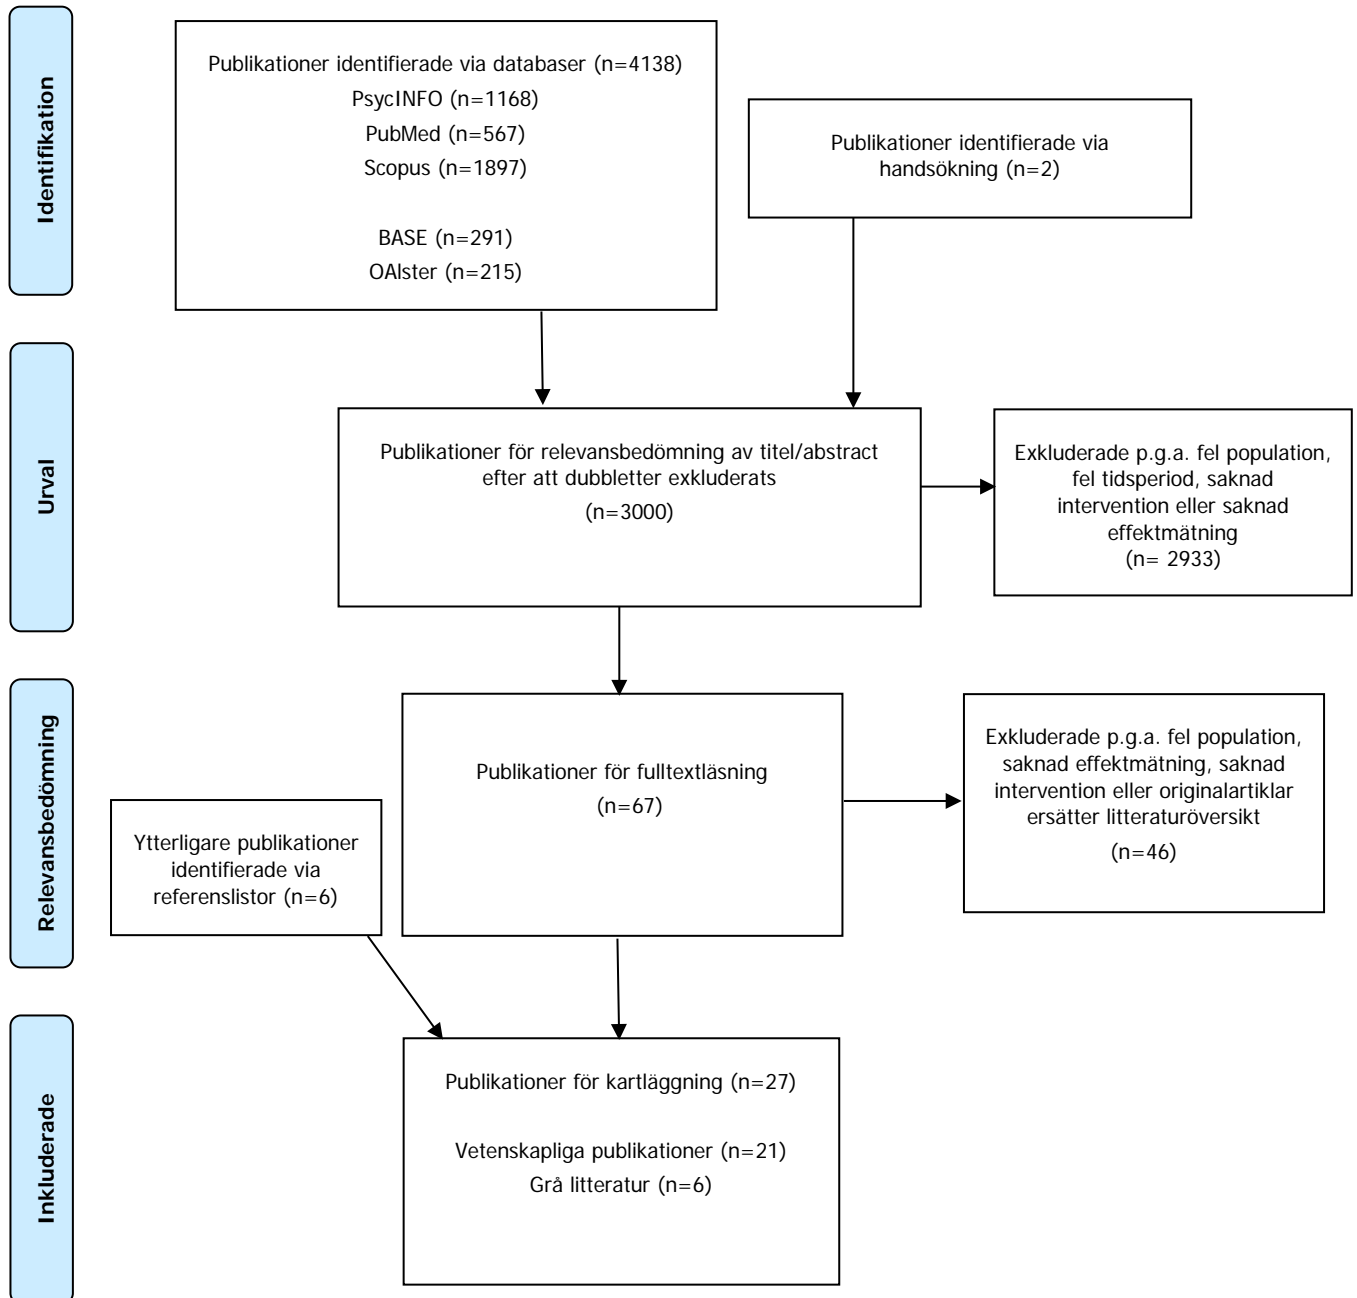 Identifikation
Publikationer identifierade via databaser (n=4138)
PsycINFO (n=1168)
PubMed (n=567)
Scopus (n=1897)
BASE (n=291)
OAIster (n=215)
Publikationer identifierade via
handsökning (n=2)
Urval
Publikationer för relevansbedömning av titel/abstract
efter att dubbletter exkluderats
(n=3000)
Exkluderade p.g.a. fel population,
fel tidsperiod, saknad
intervention eller saknad
effektmätning
(n= 2933)
Relevansbedömning
Publikationer för fulltextläsning
(n=67)
Exkluderade p.g.a. fel population,
saknad effektmätning, saknad
intervention eller originalartiklar
ersätter litteraturöversikt
(n=46)
Ytterligare publikationer
identifierade via
referenslistor (n=6)
Inkluderade
Publikationer för kartläggning (n=27)
Vetenskapliga publikationer (n=21)
Grå litteratur (n=6)